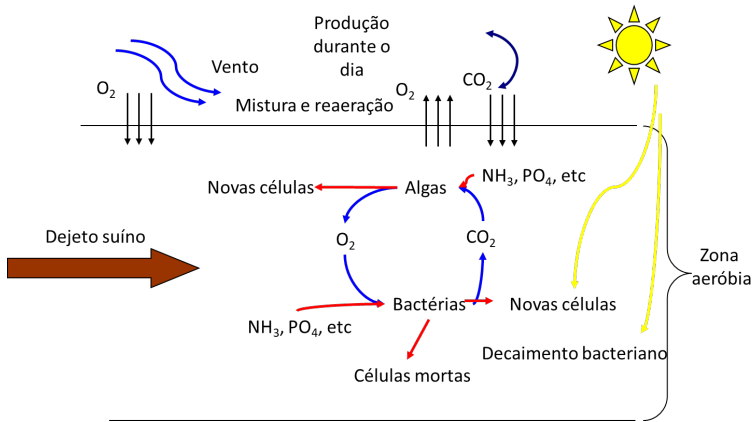 Produção
durante o
dia
Vento
O₂
Mistura e reaeração
O₂
CO₂
Novas células
Algas
NH₃, PO₄, etc
Dejeto suíno
O₂
CO₂
Zona
aeróbia
Bactérias
Novas células
NH₃, PO₄, etc
Decaimento bacteriano
Células mortas